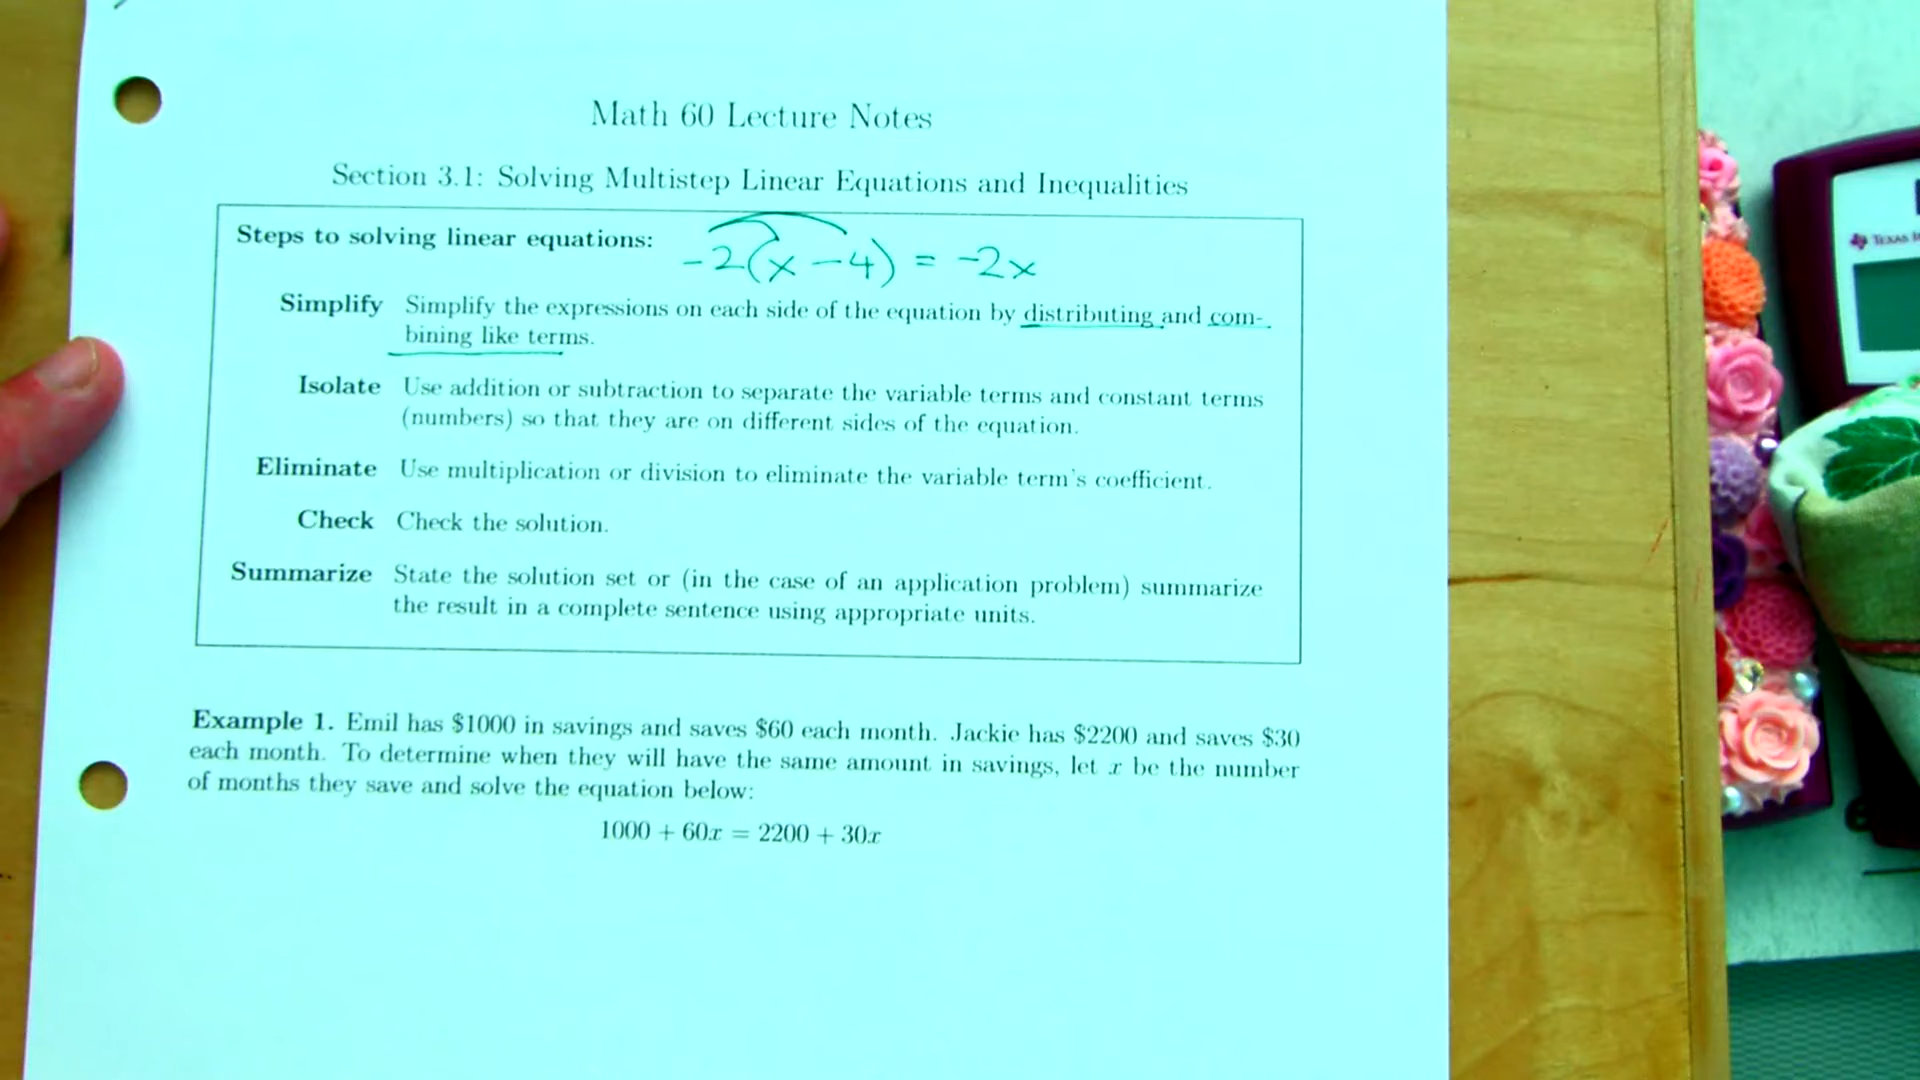 Math 60 Lecture Notes
Section 3.1: Solving Multistep Linear Equations and Inequalities
Steps to solving linear equations:
-2(x - 4) = -2x
Simplify Simplify the expressions on each side of the equation by distributing and com-
bining like terms.
Isolate Use addition or subtraction to separate the variable terms and constant terms
(numbers) so that they are on different sides of the equation.
Eliminate Use multiplication or division to eliminate the variable term's coefficient.
Check Check the solution.
Summarize State the solution set or (in the case of an application problem) summarize
the result in a complete sentence using appropriate units.
Example 1. Emil has $1000 in savings and saves $60 each month. Jackie has $2200 and saves $30
each month. To determine when they will have the same amount in savings, let x be the number
of months they save and solve the equation below:
1000 + 60x = 2200 + 30x
TEXAS